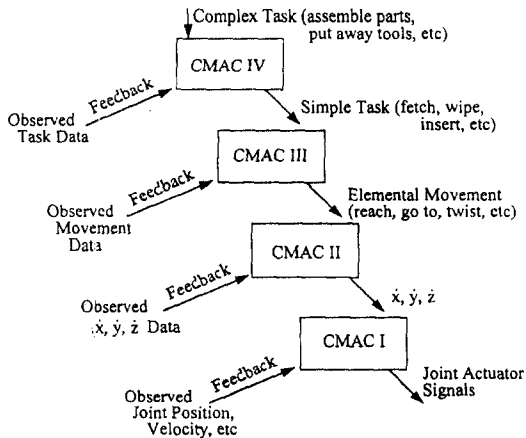 Complex Task (assemble parts,
put away tools, etc)
CMAC IV
Feedback
Observed
Task Data
Simple Task (fetch, wipe,
insert, etc)
CMAC III
Feedback
Observed
Movement
Data
Elemental Movement
(reach, go to, twist, etc)
CMAC II
Feedback
Observed
ẋ, ẏ, ż Data
ẋ, ẏ, ż
CMAC I
Feedback
Observed
Joint Position,
Velocity, etc
Joint Actuator
Signals